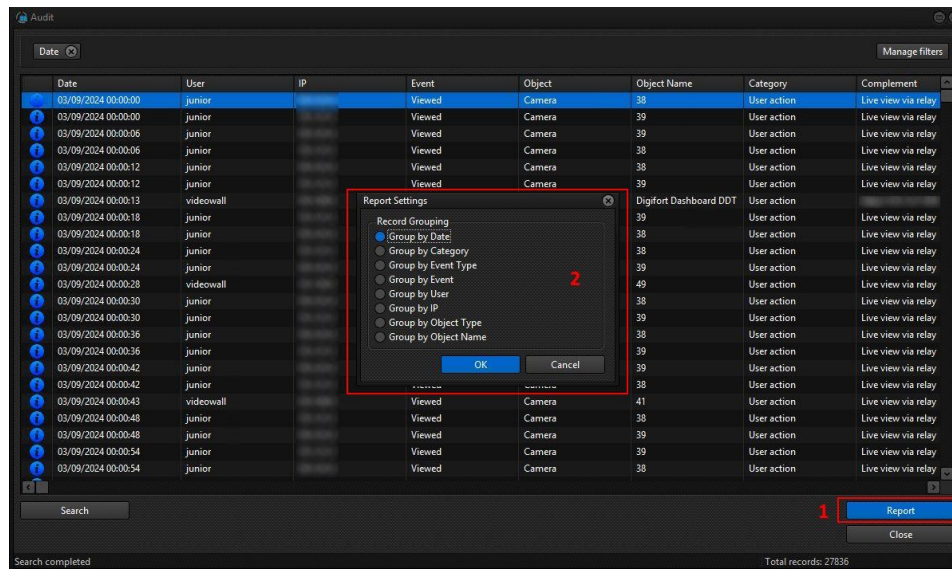 Audit
Date
Manage filters
Date User IP Event Object Object Name Category Complement
03/09/2024 00:00:00 junior Viewed Camera 38 User action Live view via relay
03/09/2024 00:00:00 junior Viewed Camera 39 User action Live view via relay
03/09/2024 00:00:06 junior Viewed Camera 39 User action Live view via relay
03/09/2024 00:00:06 junior Viewed Camera 38 User action Live view via relay
03/09/2024 00:00:12 junior Viewed Camera 38 User action Live view via relay
03/09/2024 00:00:12 junior Viewed Camera 39 User action Live view via relay
03/09/2024 00:00:13 videowall Digifort Dashboard DDT User action
03/09/2024 00:00:18 junior 39 User action Live view via relay
03/09/2024 00:00:18 junior 38 User action Live view via relay
03/09/2024 00:00:24 junior 38 User action Live view via relay
03/09/2024 00:00:24 junior 39 User action Live view via relay
03/09/2024 00:00:28 videowall 49 User action Live view via relay
03/09/2024 00:00:30 junior 38 User action Live view via relay
03/09/2024 00:00:30 junior 39 User action Live view via relay
03/09/2024 00:00:36 junior 38 User action Live view via relay
03/09/2024 00:00:36 junior 39 User action Live view via relay
03/09/2024 00:00:42 junior 39 User action Live view via relay
03/09/2024 00:00:42 junior 38 User action Live view via relay
03/09/2024 00:00:43 videowall Viewed Camera 41 User action Live view via relay
03/09/2024 00:00:48 junior Viewed Camera 38 User action Live view via relay
03/09/2024 00:00:48 junior Viewed Camera 39 User action Live view via relay
03/09/2024 00:00:54 junior Viewed Camera 39 User action Live view via relay
03/09/2024 00:00:54 junior Viewed Camera 38 User action Live view via relay
Report Settings
Record Grouping
Group by Date
Group by Category
Group by Event Type
Group by Event
2
Group by User
Group by IP
Group by Object Type
Group by Object Name
OK Cancel
Search
1 Report
Close
Search completed Total records: 27836